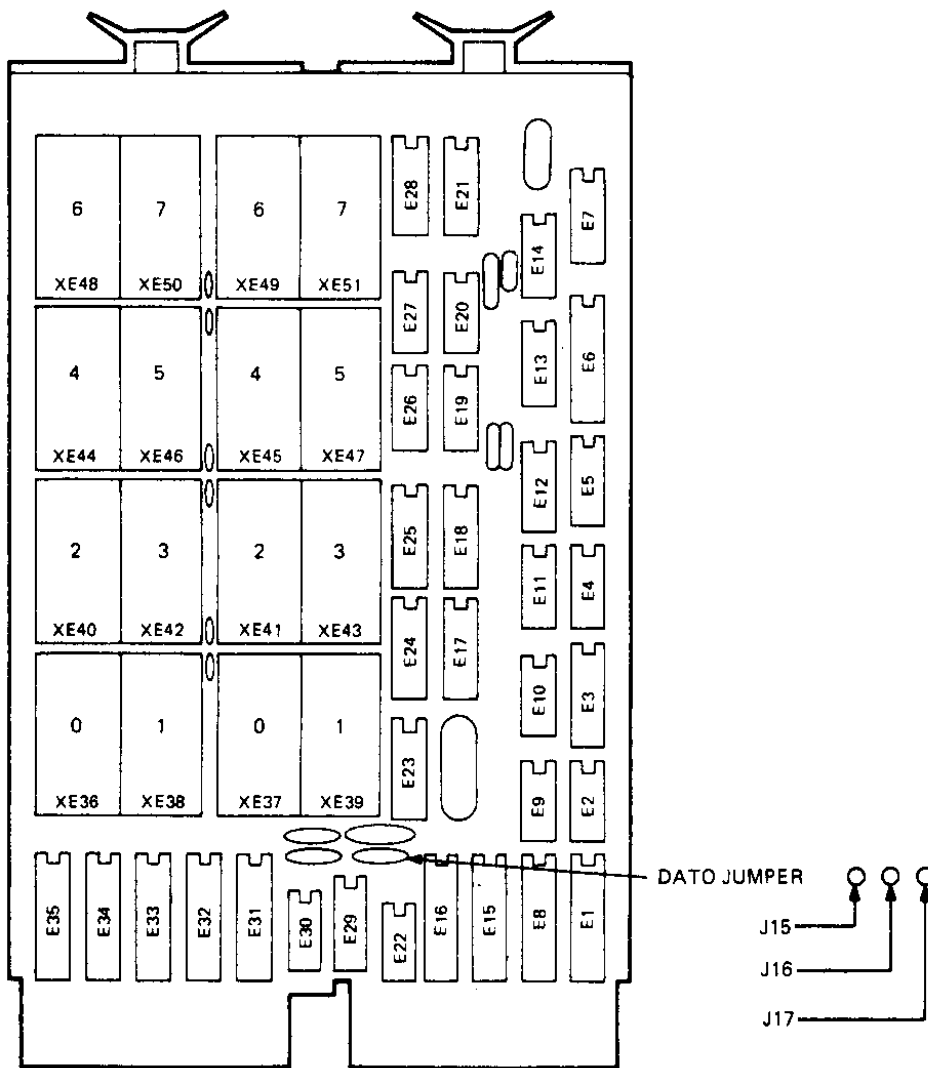 6 7 6 7
XE48 XE50 XE49 XE51
4 5 4 5
XE44 XE46 XE45 XE47
2 3 2 3
XE40 XE42 XE41 XE43
0 1 0 1
XE36 XE38 XE37 XE39
E28 E21
E14 E7
E27 E20
E13 E6
E26 E19
E12 E5
E25 E18
E11 E4
E24 E17
E10 E3
E23
E9 E2
E35 E34 E33 E32 E31 E30 E29 E22 E16 E15 E8 E1
DATO JUMPER
J15
J16
J17